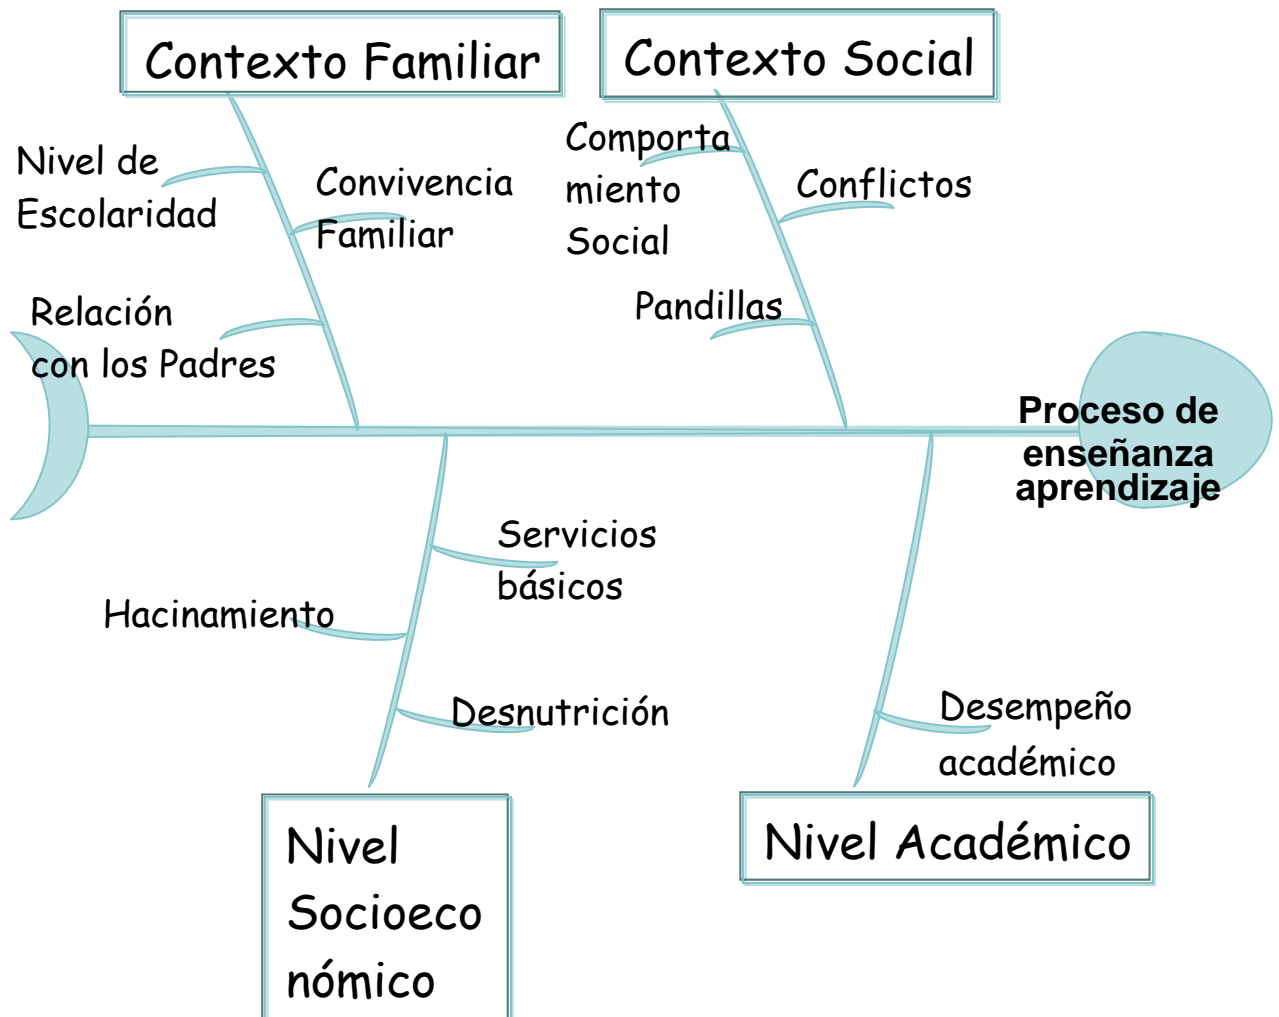 Contexto Familiar
Contexto Social
Nivel de
Escolaridad
Convivencia
Familiar
Comporta
miento
Social
Conflictos
Relación
con los Padres
Pandillas
Proceso de
enseñanza
aprendizaje
Servicios
básicos
Hacinamiento
Desnutrición
Desempeño
académico
Nivel
Socioeco
nómico
Nivel Académico